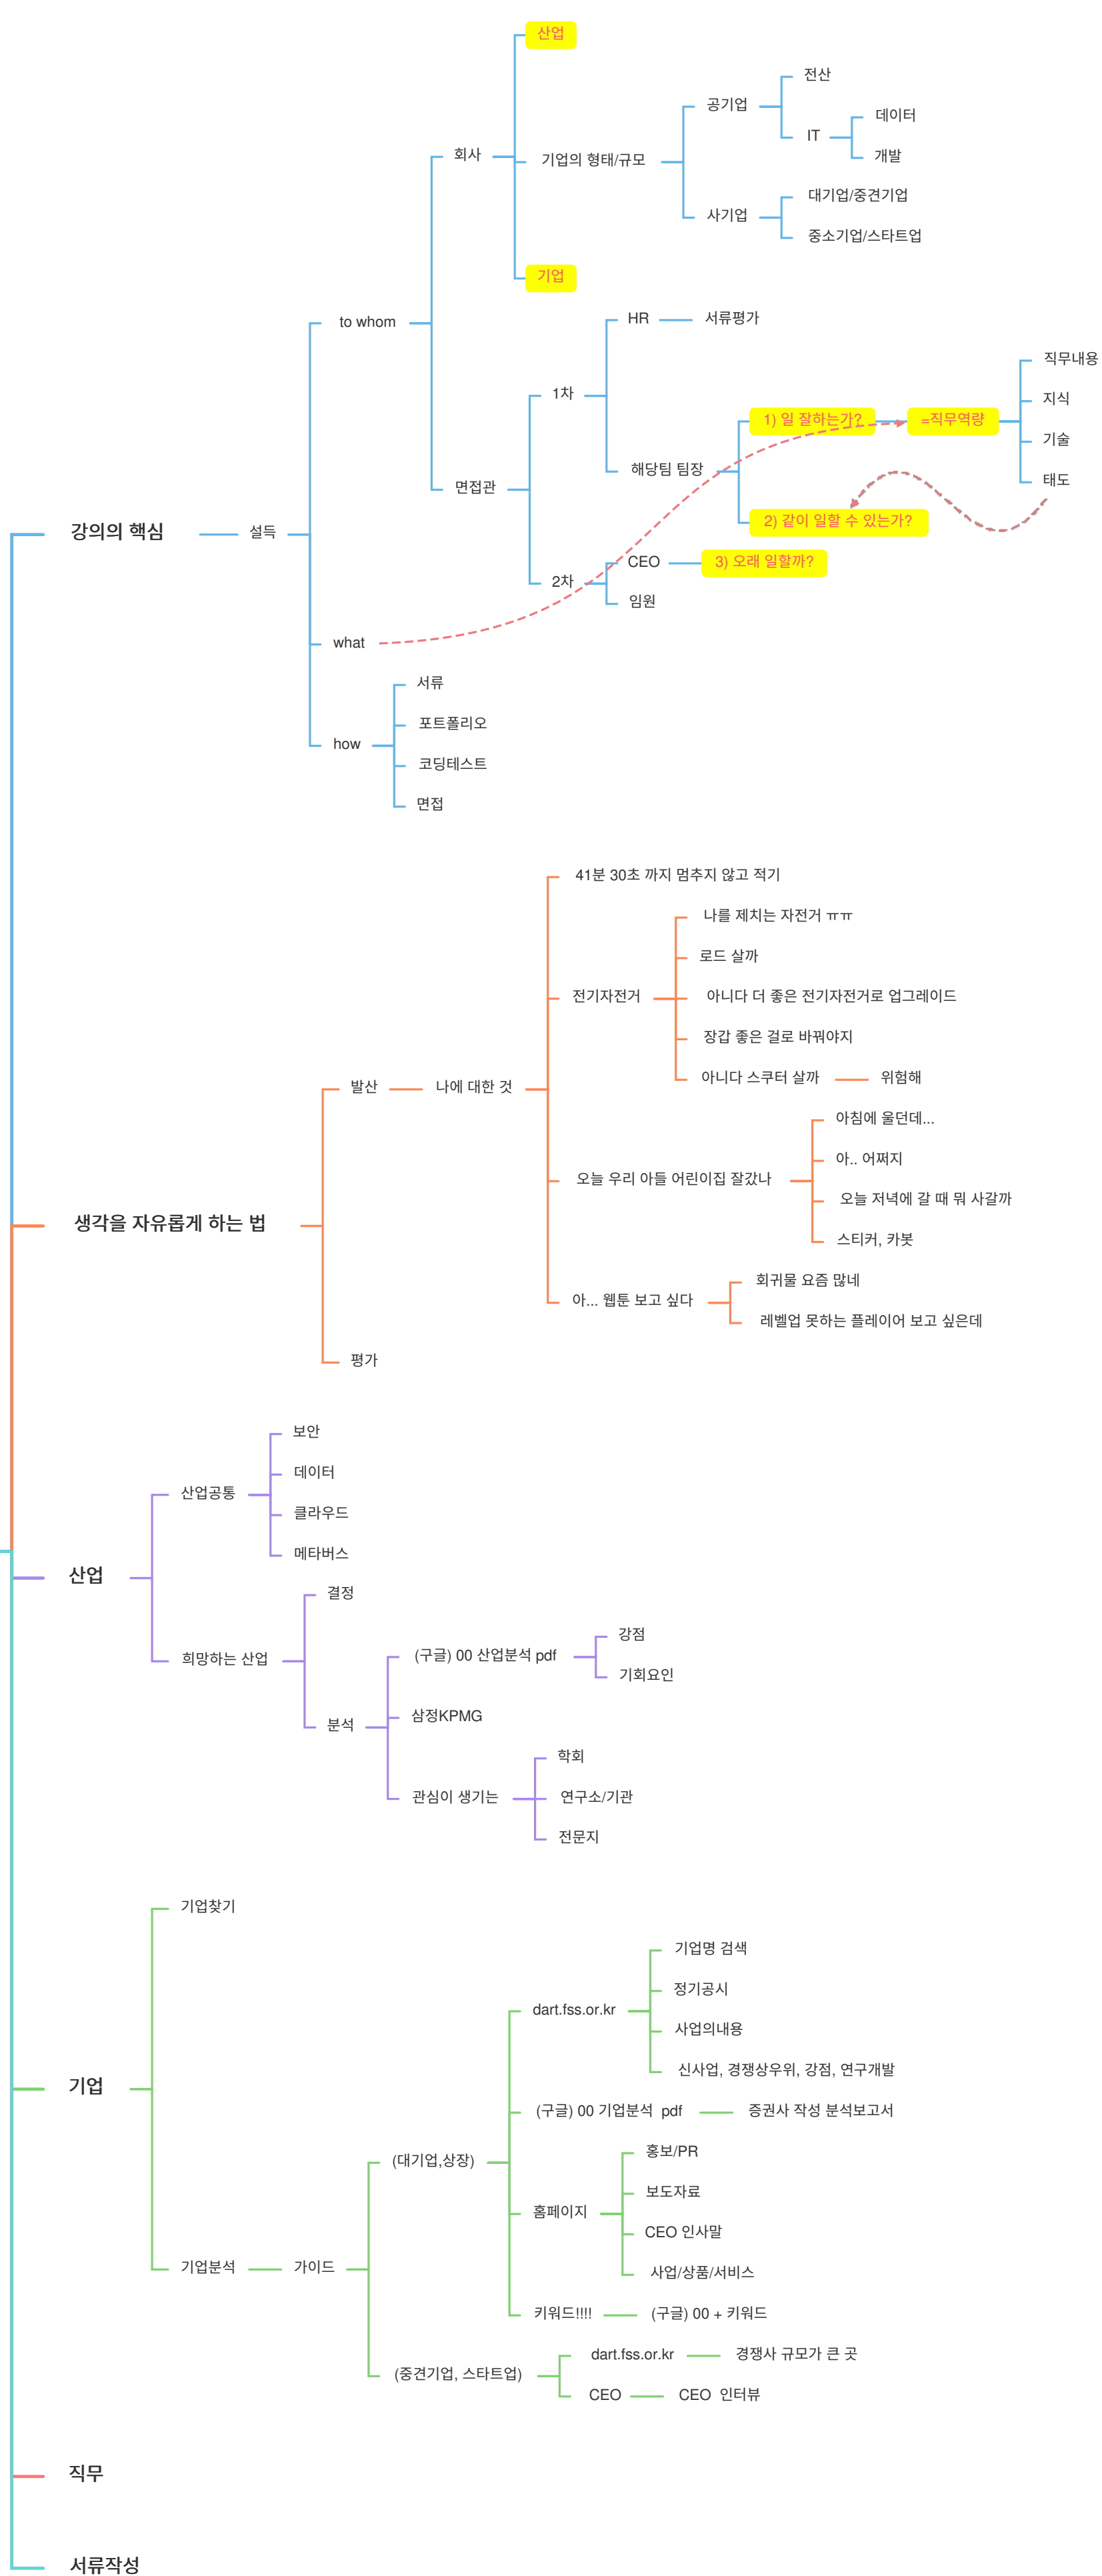 강의의 핵심
설득
to whom
회사
산업
기업의 형태/규모
공기업
전산
IT
데이터
개발
사기업
대기업/중견기업
중소기업/스타트업
기업
면접관
1차
HR
서류평가
해당팀 팀장
1) 일 잘하는가?
=직무역량
직무내용
지식
기술
태도
2) 같이 일할 수 있는가?
2차
CEO
3) 오래 일할까?
임원
what
how
서류
포트폴리오
코딩테스트
면접
생각을 자유롭게 하는 법
발산
나에 대한 것
41분 30초 까지 멈추지 않고 적기
전기자전거
나를 제치는 자전거 ㅠㅠ
로드 살까
아니다 더 좋은 전기자전거로 업그레이드
장갑 좋은 걸로 바꿔야지
아니다 스쿠터 살까
위험해
오늘 우리 아들 어린이집 잘갔나
아침에 울던데...
아.. 어쩌지
오늘 저녁에 갈 때 뭐 사갈까
스티커, 카봇
아... 웹툰 보고 싶다
회귀물 요즘 많네
레벨업 못하는 플레이어 보고 싶은데
평가
산업
산업공통
보안
데이터
클라우드
메타버스
희망하는 산업
결정
분석
(구글) 00 산업분석 pdf
강점
기회요인
삼정KPMG
관심이 생기는
학회
연구소/기관
전문지
기업
기업찾기
기업분석
가이드
(대기업,상장)
dart.fss.or.kr
기업명 검색
정기공시
사업의내용
신사업, 경쟁상우위, 강점, 연구개발
(구글) 00 기업분석  pdf
증권사 작성 분석보고서
홈페이지
홍보/PR
보도자료
CEO 인사말
사업/상품/서비스
키워드!!!!
(구글) 00 + 키워드
(중견기업, 스타트업)
dart.fss.or.kr
경쟁사 규모가 큰 곳
CEO
CEO  인터뷰
직무
서류작성